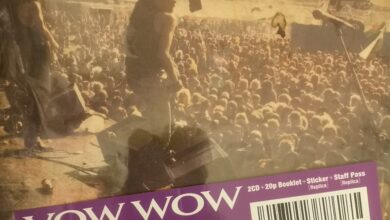 VOW WOW
2CD + 20p Booklet + Sticker + Staff Pass
(Replica) (Replica)